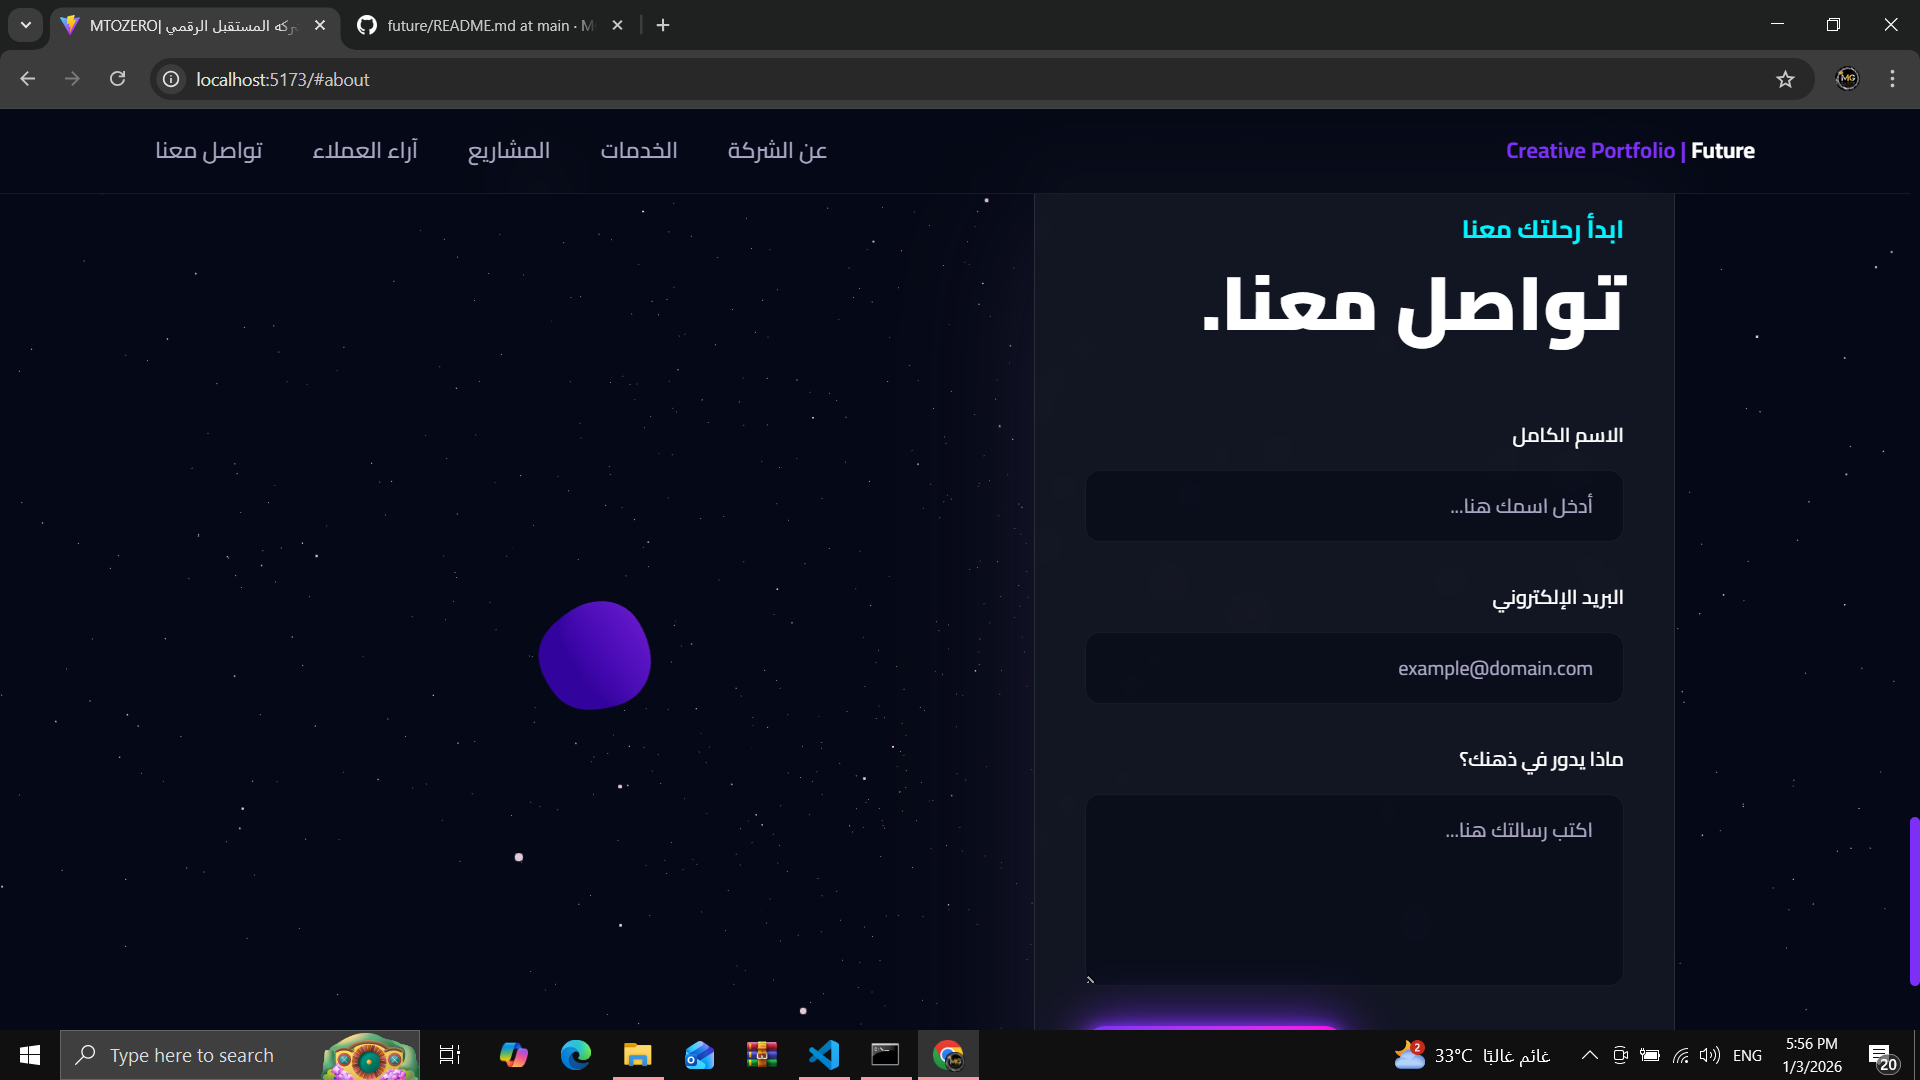 MTOZERO| شركه المستقبل الرقمي
future/README.md at main · M
localhost:5173/#about
Creative Portfolio | Future
عن الشركة
الخدمات
المشاريع
آراء العملاء
تواصل معنا
ابدأ رحلتك معنا
تواصل معنا.
الاسم الكامل
أدخل اسمك هنا...
البريد الإلكتروني
example@domain.com
ماذا يدور في ذهنك؟
اكتب رسالتك هنا...
Type here to search
2
33°C غائم غالبًا
ENG
5:56 PM
1/3/2026
20